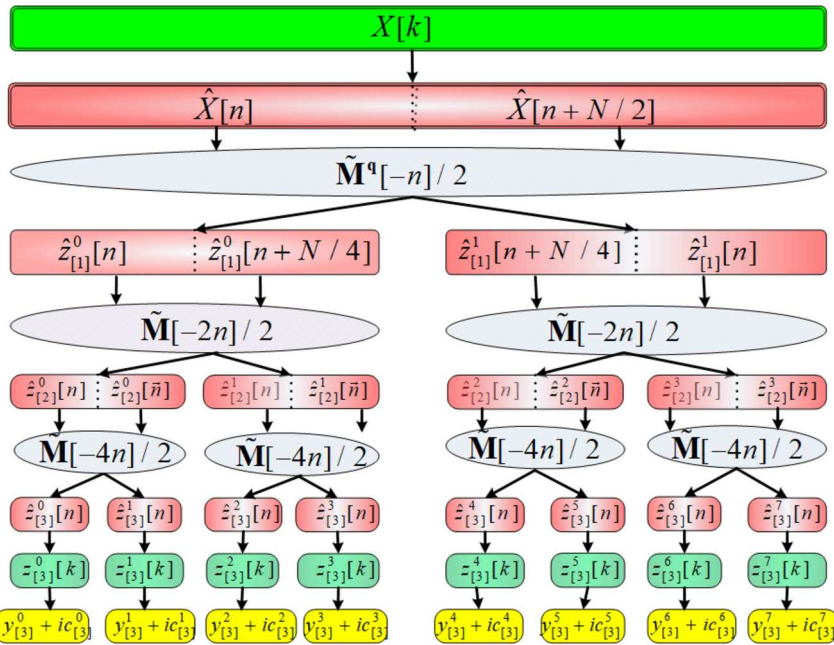 X[k]
X̂[n] X̂[n + N / 2]
M̃^q[−n] / 2
ẑ^0_[1][n] ẑ^0_[1][n + N / 4] ẑ^1_[1][n + N / 4] ẑ^1_[1][n]
M̃[−2n] / 2 M̃[−2n] / 2
ẑ^0_[2][n] ẑ^0_[2][n̄] ẑ^1_[2][n] ẑ^1_[2][n̄] ẑ^2_[2][n] ẑ^2_[2][n̄] ẑ^3_[2][n] ẑ^3_[2][n̄]
M̃[−4n] / 2 M̃[−4n] / 2 M̃[−4n] / 2 M̃[−4n] / 2
ẑ^0_[3][n] ẑ^1_[3][n] ẑ^2_[3][n] ẑ^3_[3][n] ẑ^4_[3][n] ẑ^5_[3][n] ẑ^6_[3][n] ẑ^7_[3][n]
z^0_[3][k] z^1_[3][k] z^2_[3][k] z^3_[3][k] z^4_[3][k] z^5_[3][k] z^6_[3][k] z^7_[3][k]
y^0_[3] + ic^0_[3] y^1_[3] + ic^1_[3] y^2_[3] + ic^2_[3] y^3_[3] + ic^3_[3] y^4_[3] + ic^4_[3] y^5_[3] + ic^5_[3] y^6_[3] + ic^6_[3] y^7_[3] + ic^7_[3]